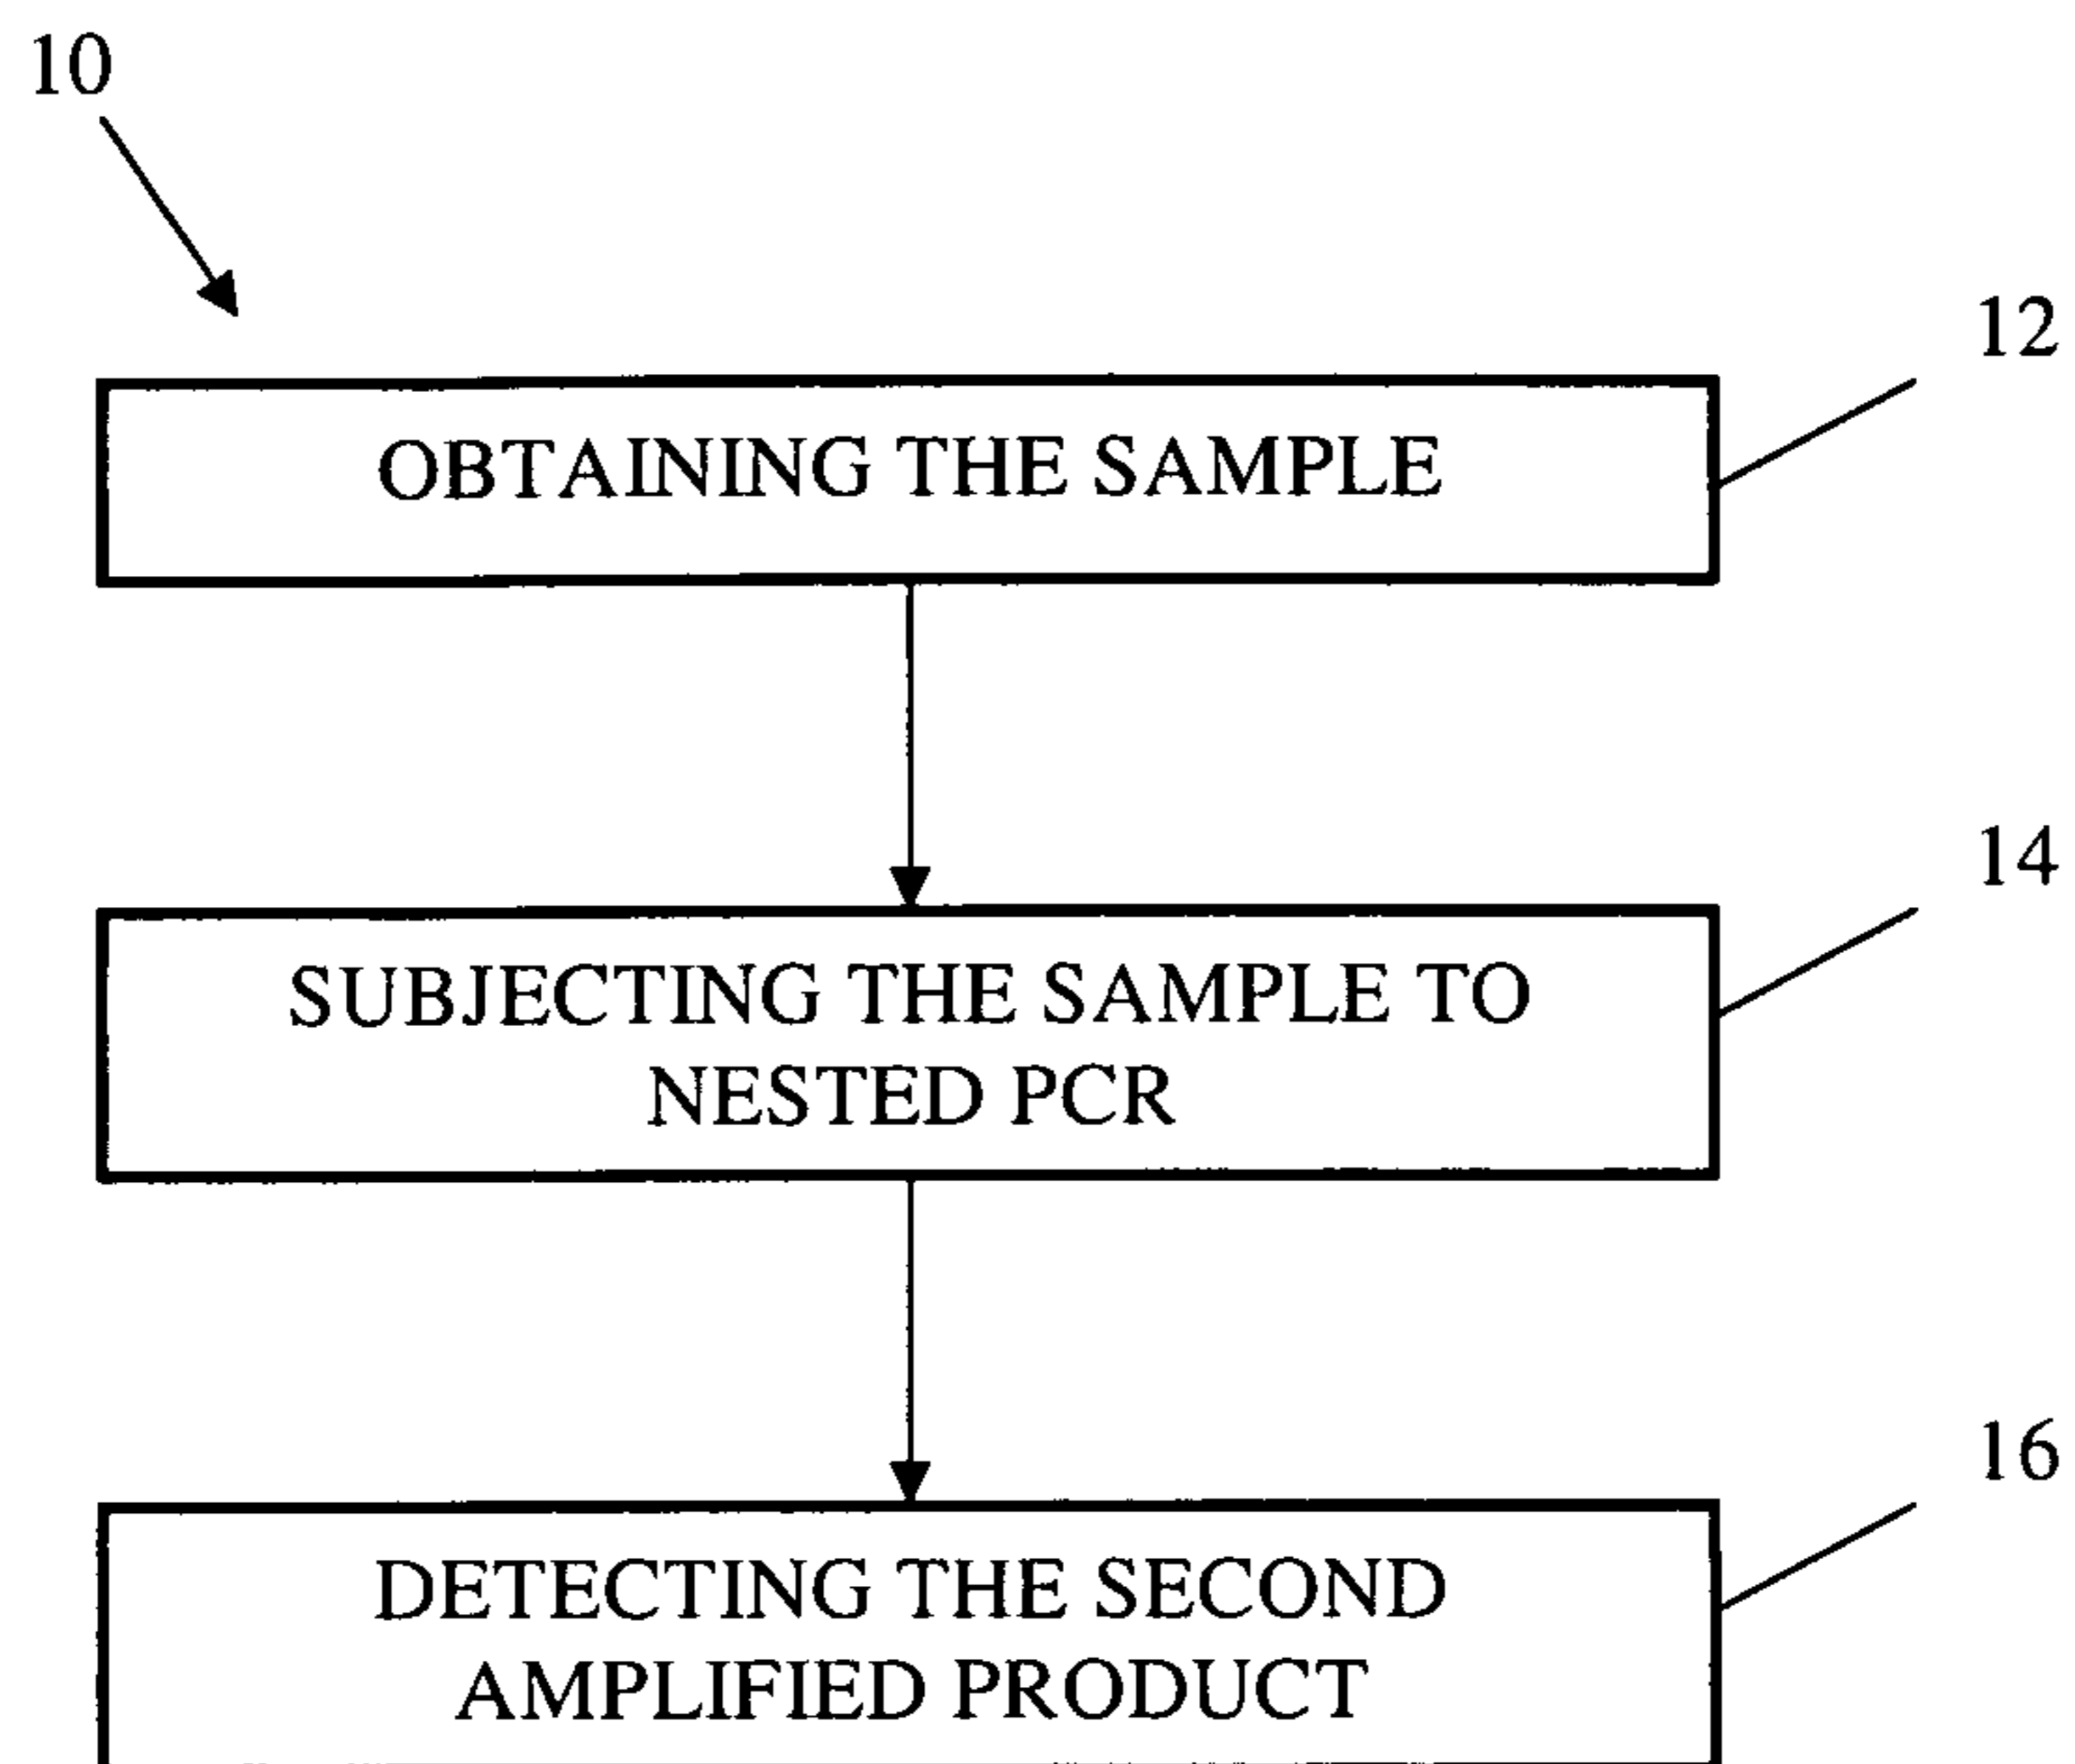 10
12
OBTAINING THE SAMPLE
14
SUBJECTING THE SAMPLE TO
NESTED PCR
16
DETECTING THE SECOND
AMPLIFIED PRODUCT